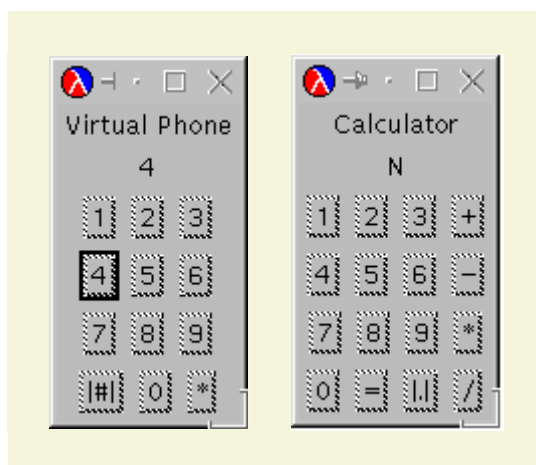 Virtual Phone
4
1 2 3
4 5 6
7 8 9
|#| 0 *
Calculator
N
1 2 3 +
4 5 6 -
7 8 9 *
0 = |.| /